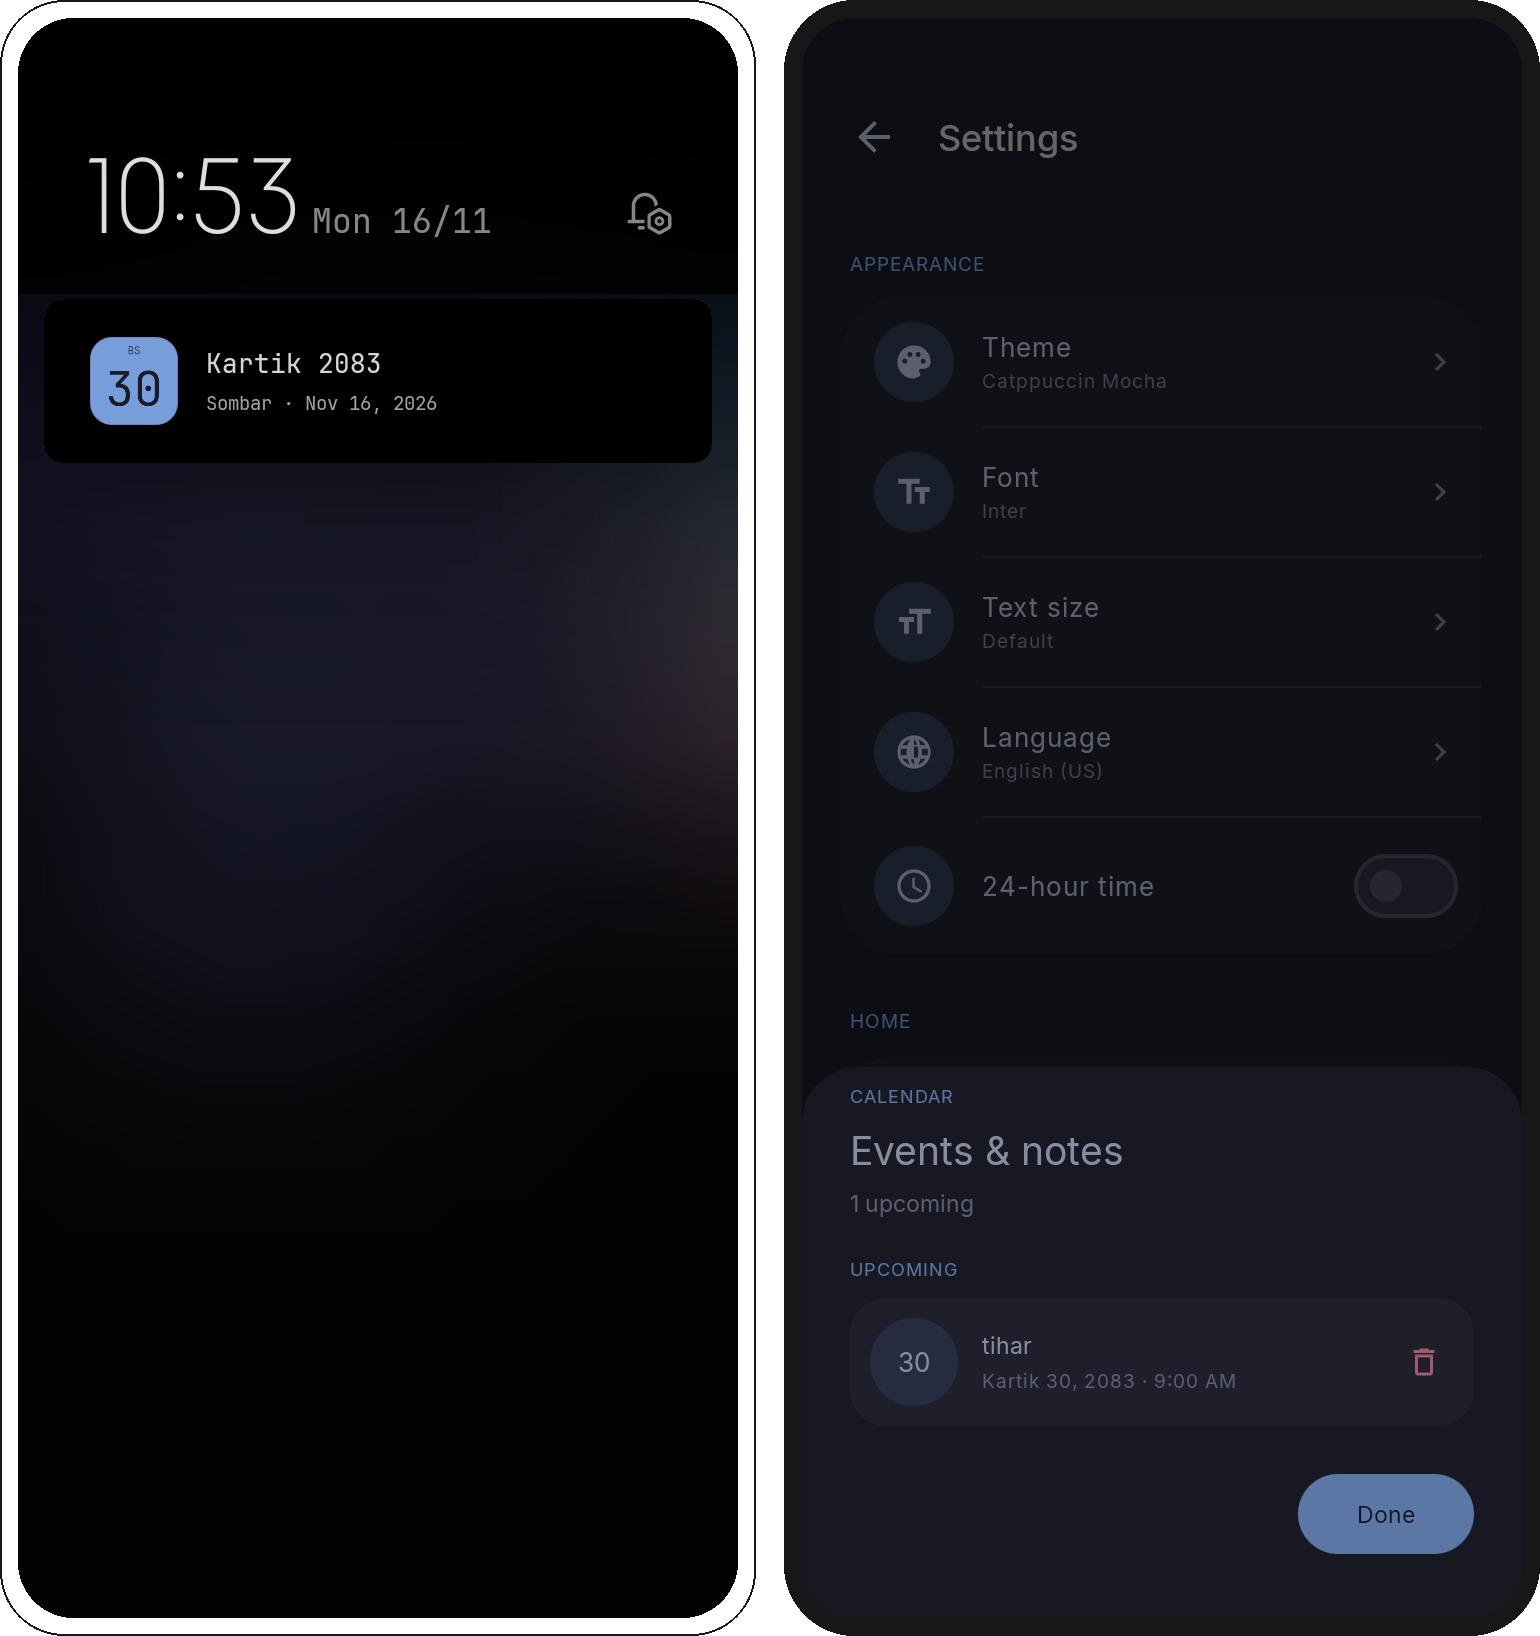 10:53 Mon 16/11
BS
30
Kartik 2083
Sombar · Nov 16, 2026
Settings
APPEARANCE
Theme
Catppuccin Mocha
Font
Inter
Text size
Default
Language
English (US)
24-hour time
HOME
CALENDAR
Events & notes
1 upcoming
UPCOMING
30
tihar
Kartik 30, 2083 · 9:00 AM
Done